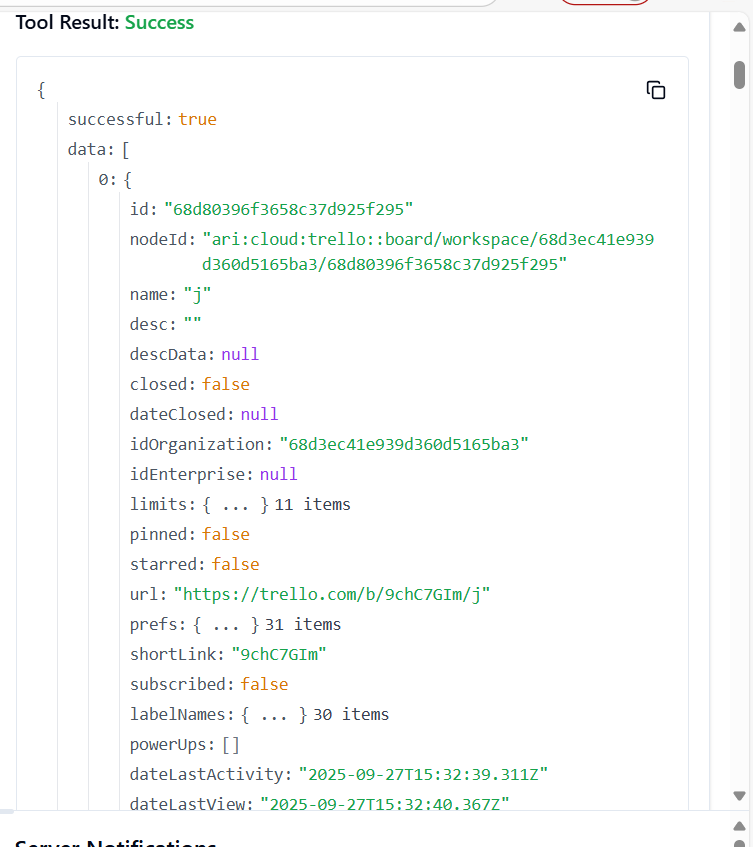 Tool Result: Success
{
successful: true
data: [
0: {
id: "68d80396f3658c37d925f295"
nodeId: "ari:cloud:trello::board/workspace/68d3ec41e939
d360d5165ba3/68d80396f3658c37d925f295"
name: "j"
desc: ""
descData: null
closed: false
dateClosed: null
idOrganization: "68d3ec41e939d360d5165ba3"
idEnterprise: null
limits: { ... } 11 items
pinned: false
starred: false
url: "https://trello.com/b/9chC7GIm/j"
prefs: { ... } 31 items
shortLink: "9chC7GIm"
subscribed: false
labelNames: { ... } 30 items
powerUps: []
dateLastActivity: "2025-09-27T15:32:39.311Z"
dateLastView: "2025-09-27T15:32:40.367Z"
Server Notifications